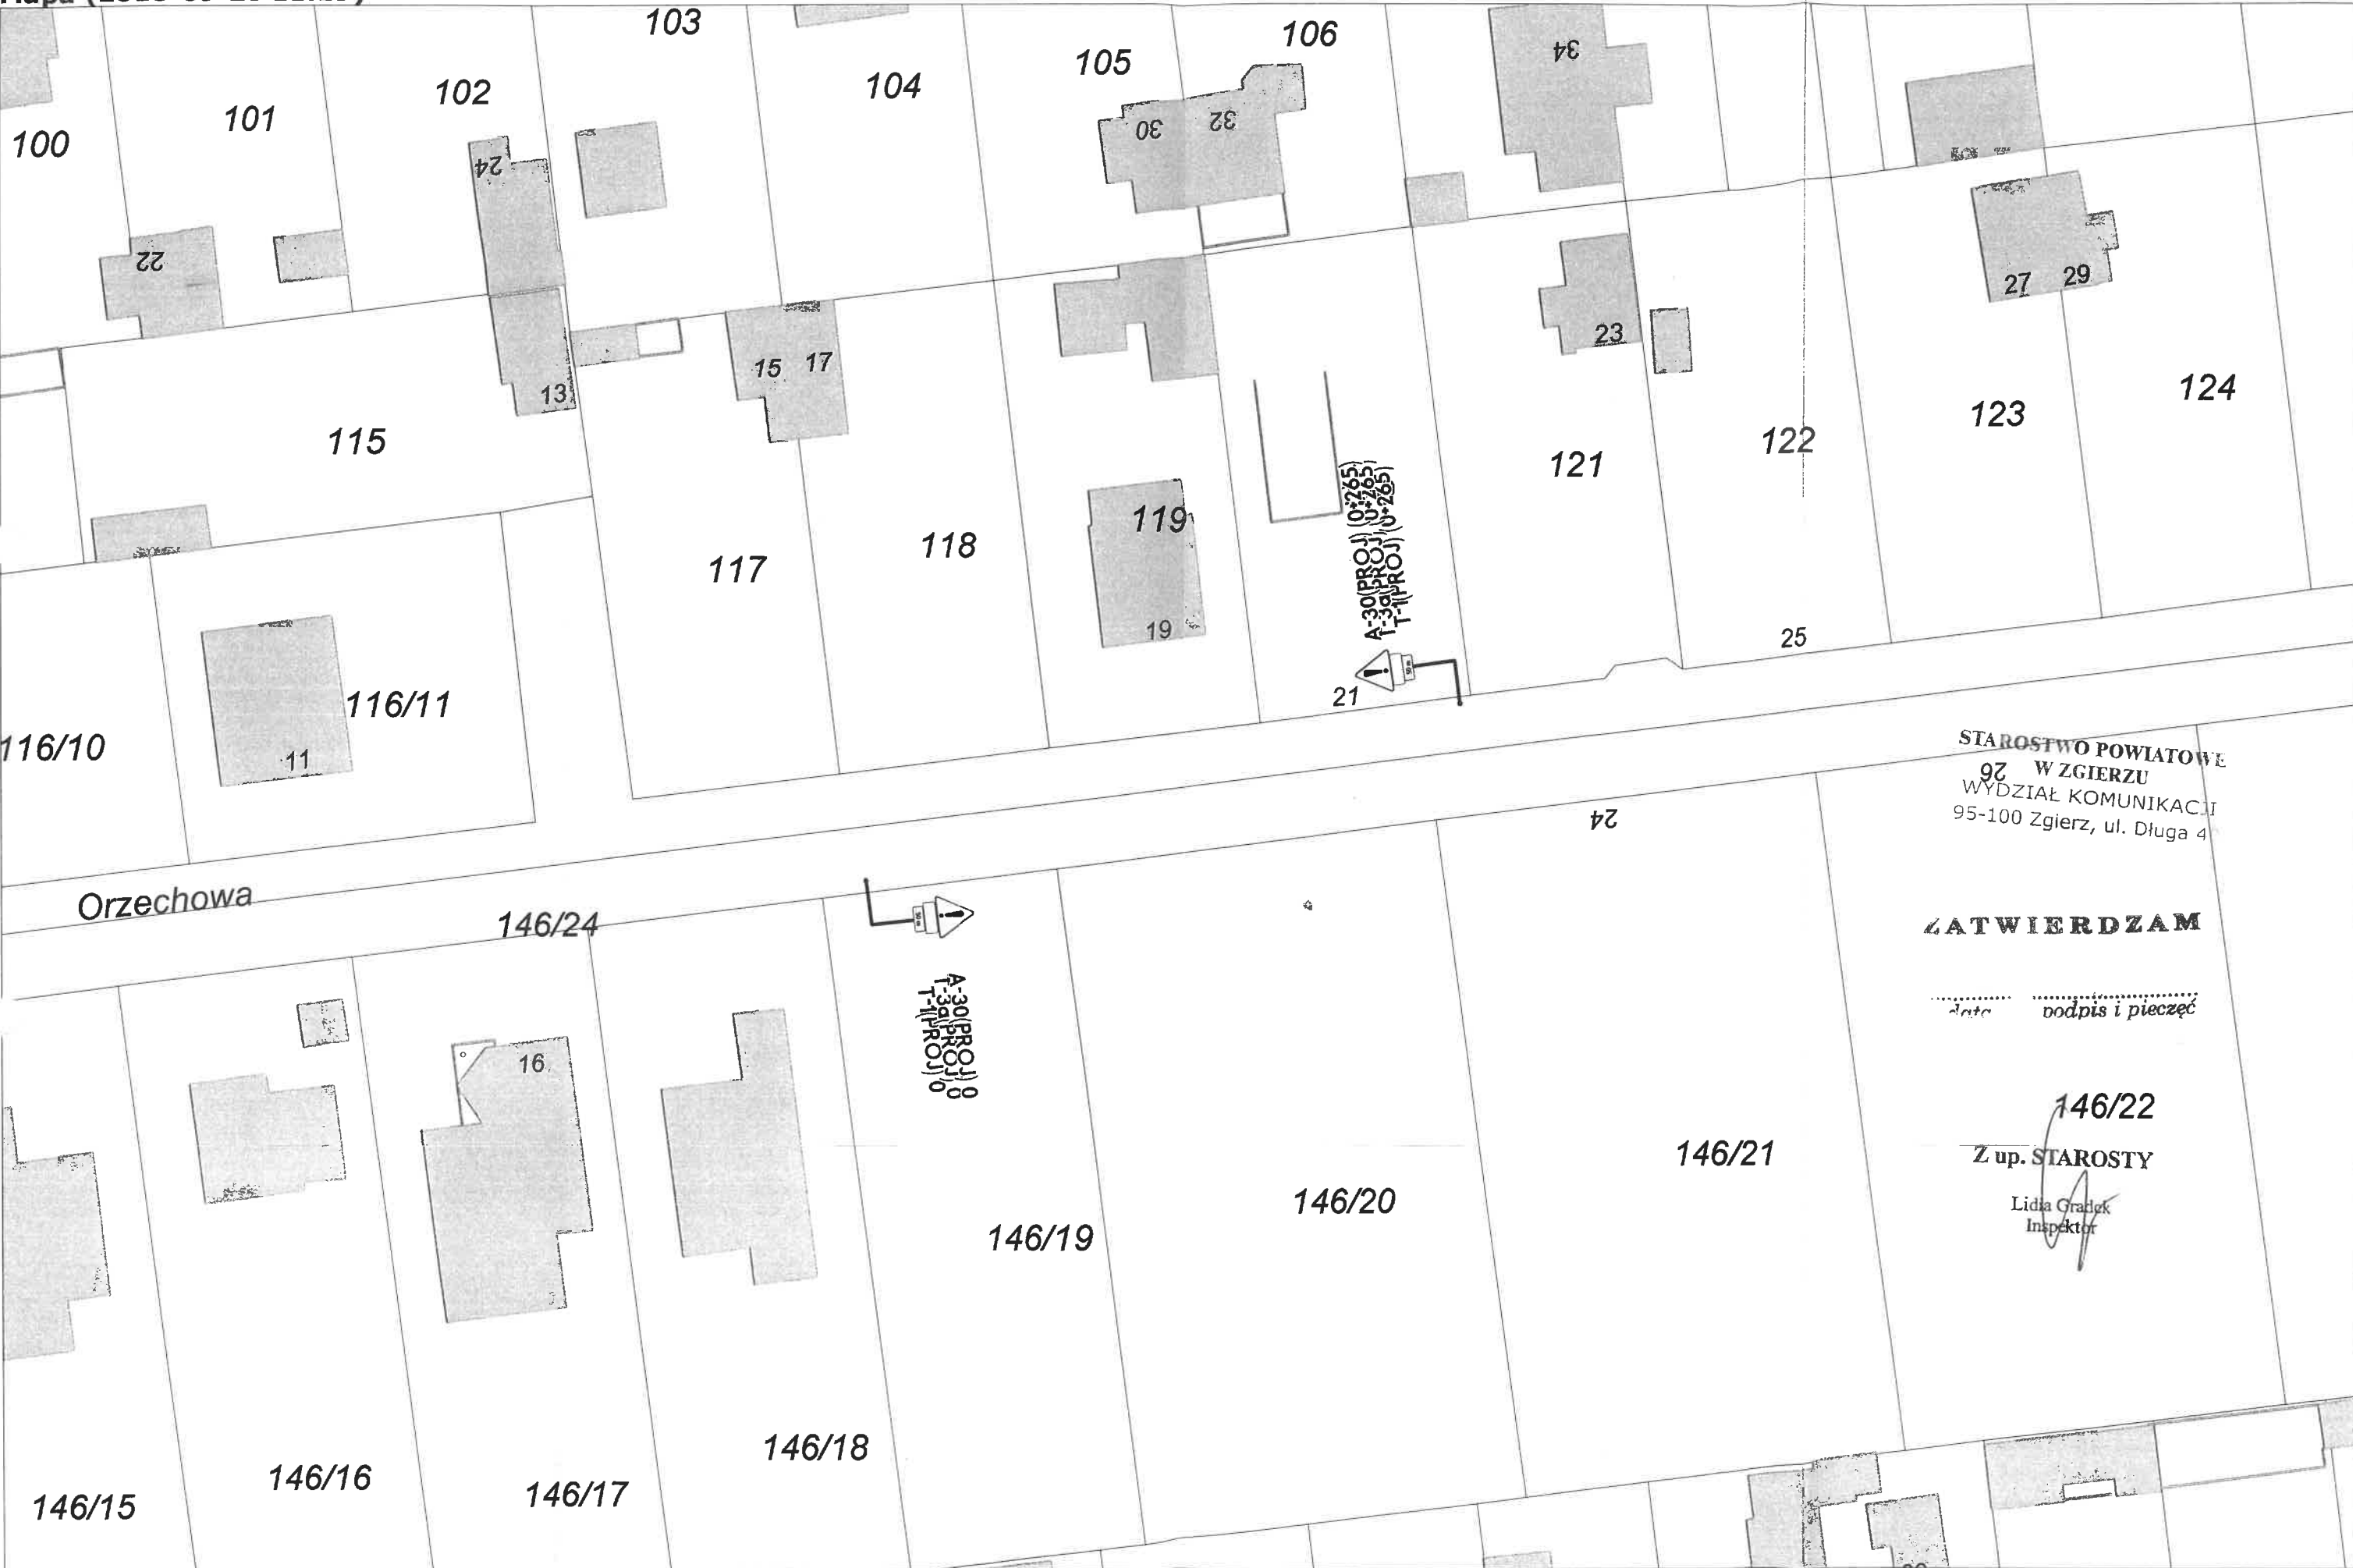 103
106
34
105
104
102
101
100
30
32
24
22
27 29
23
15 17
13
124
123
122
121
115
119
118
117
19
116/11
116/10
11
25
21
A-30(PROJ)(0+265)
T-3a(PROJ)(0+265)
T-1(PROJ)(0+265)
50 m
STAROSTWO POWIATOWE
W ZGIERZU
26
WYDZIAŁ KOMUNIKACJI
95-100 Zgierz, ul. Długa 4
24
Orzechowa
146/24
50 m
A-30(PROJ) 0
T-3a(PROJ) 0
T-1(PROJ) 0
ZATWIERDZAM
data
podpis i pieczęć
16
146/22
146/21
Z up. STAROSTY
Lidia Gradek
Inspektor
146/20
146/19
146/18
146/17
146/16
146/15